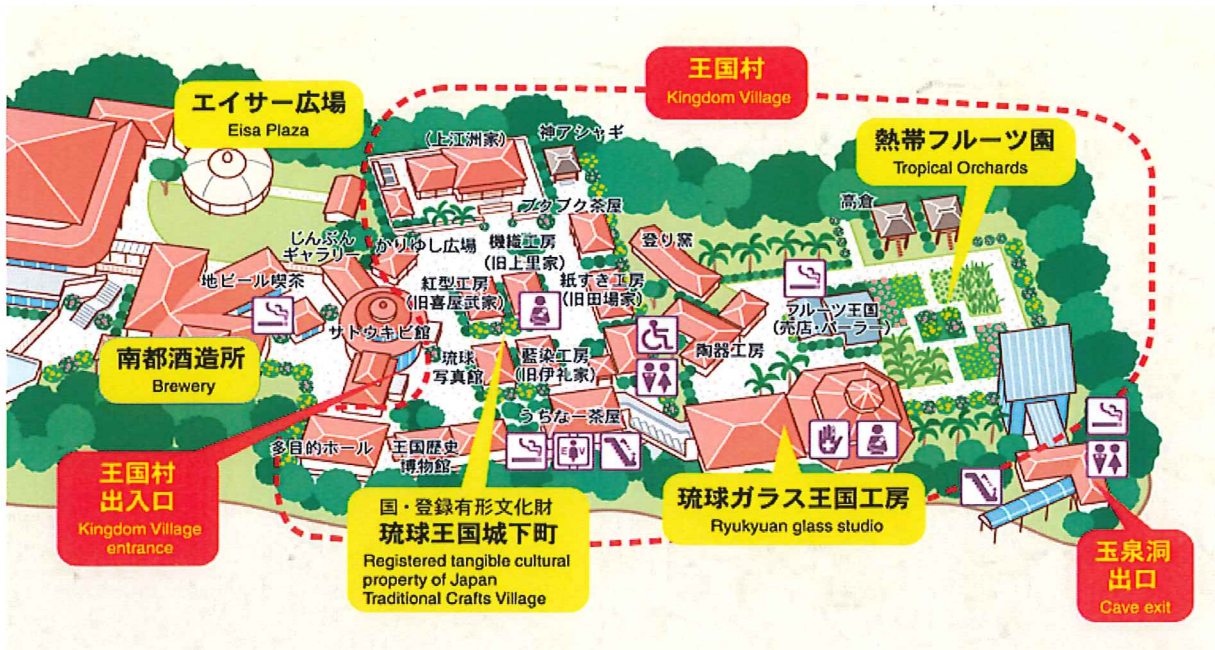 エイサー広場
Eisa Plaza
王国村
Kingdom Village
熱帯フルーツ園
Tropical Orchards
(上江洲家)
神アシャギ
高倉
ブクブク茶屋
登り窯
じんぶん
ギャラリー
かりゆし広場
機織工房
(旧上里家)
地ビール喫茶
紅型工房
(旧喜屋武家)
紙すき工房
(旧田場家)
フルーツ王国
(売店・パーラー)
サトウキビ館
南都酒造所
Brewery
琉球
写真館
藍染工房
(旧伊礼家)
陶器工房
うちなー茶屋
多目的ホール
王国歴史
博物館
E V
王国村
出入口
Kingdom Village
entrance
国・登録有形文化財
琉球王国城下町
Registered tangible cultural
property of Japan
Traditional Crafts Village
琉球ガラス王国工房
Ryukyuan glass studio
玉泉洞
出口
Cave exit